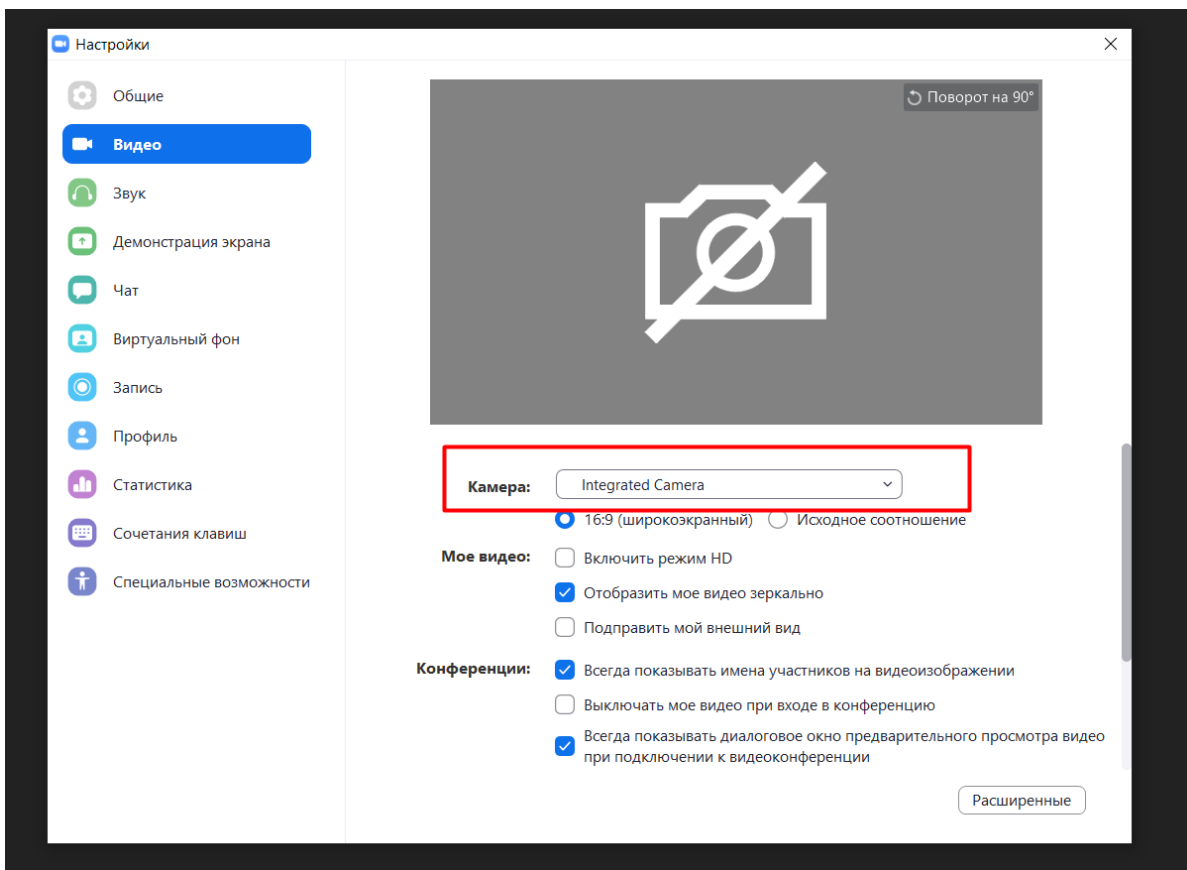 Настройки
Общие
Видео
Звук
Демонстрация экрана
Чат
Виртуальный фон
Запись
Профиль
Статистика
Сочетания клавиш
Специальные возможности
Поворот на 90°
Камера: Integrated Camera
16:9 (широкоэкранный) Исходное соотношение
Мое видео: Включить режим HD
Отобразить мое видео зеркально
Подправить мой внешний вид
Конференции: Всегда показывать имена участников на видеоизображении
Выключать мое видео при входе в конференцию
Всегда показывать диалоговое окно предварительного просмотра видео
при подключении к видеоконференции
Расширенные